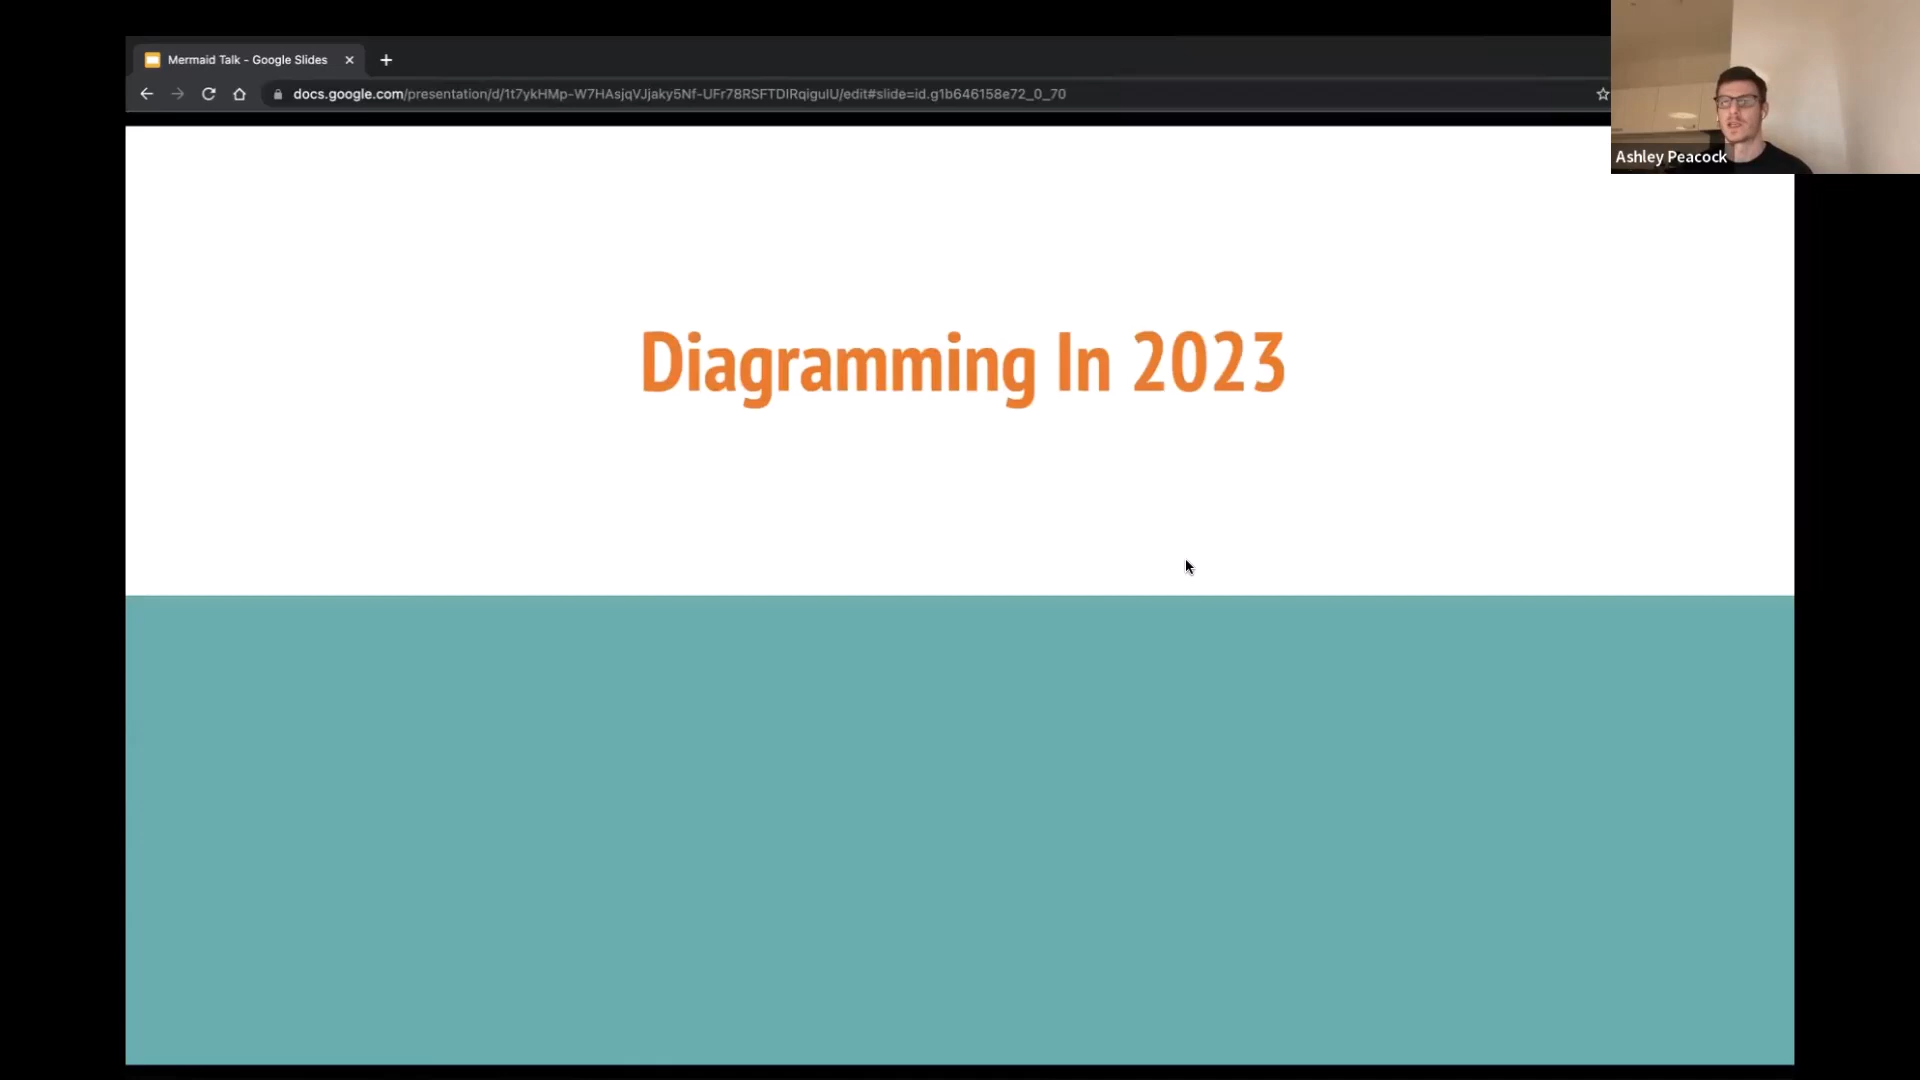 Mermaid Talk - Google Slides
docs.google.com/presentation/d/1t7ykHMp-W7HAsjqVJjaky5Nf-UFr78RSFTDIRqiguIU/edit#slide=id.g1b646158e72_0_70
Ashley Peacock
Diagramming In 2023